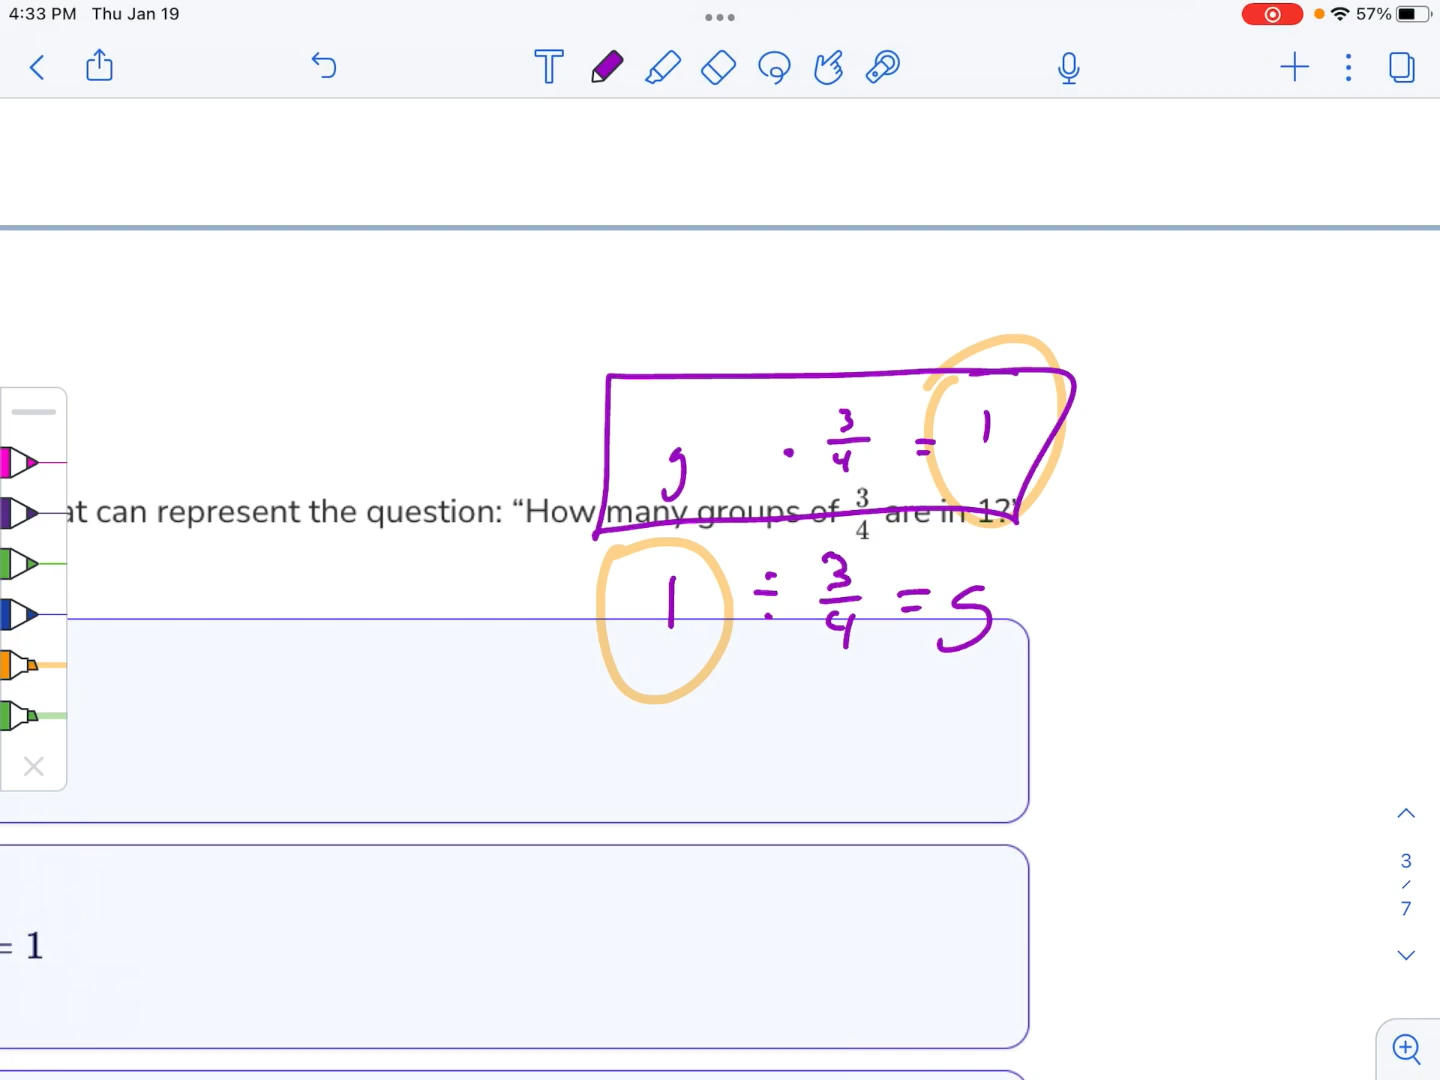 4:33 PM Thu Jan 19
57%
g · 3/4 = 1
at can represent the question: “How many groups of 3/4 are in 1?”
1 ÷ 3/4 = 5
= 1
3
/
7